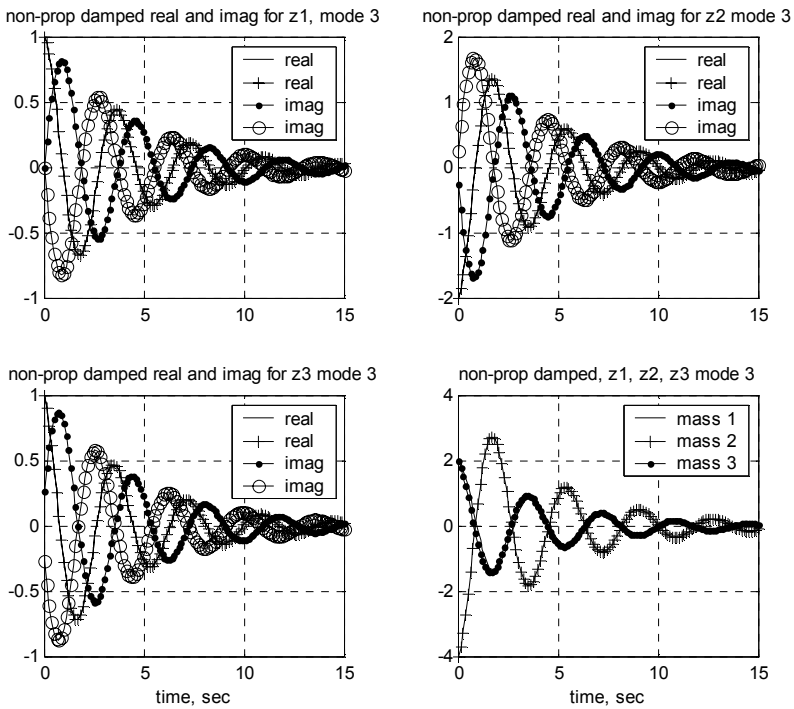 non-prop damped real and imag for z1, mode 3
1
0.5
0
-0.5
-1
0 5 10 15
real
real
imag
imag
non-prop damped real and imag for z2 mode 3
2
1
0
-1
-2
0 5 10 15
real
real
imag
imag
non-prop damped real and imag for z3 mode 3
1
0.5
0
-0.5
-1
0 5 10 15
time, sec
real
real
imag
imag
non-prop damped, z1, z2, z3 mode 3
4
2
0
-2
-4
0 5 10 15
time, sec
mass 1
mass 2
mass 3